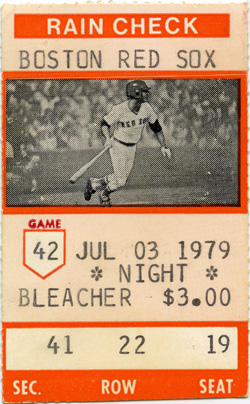 RAIN CHECK
BOSTON RED SOX
RED SOX
GAME
42 JUL 03 1979
* NIGHT *
BLEACHER $3.00
41 22 19
SEC. ROW SEAT